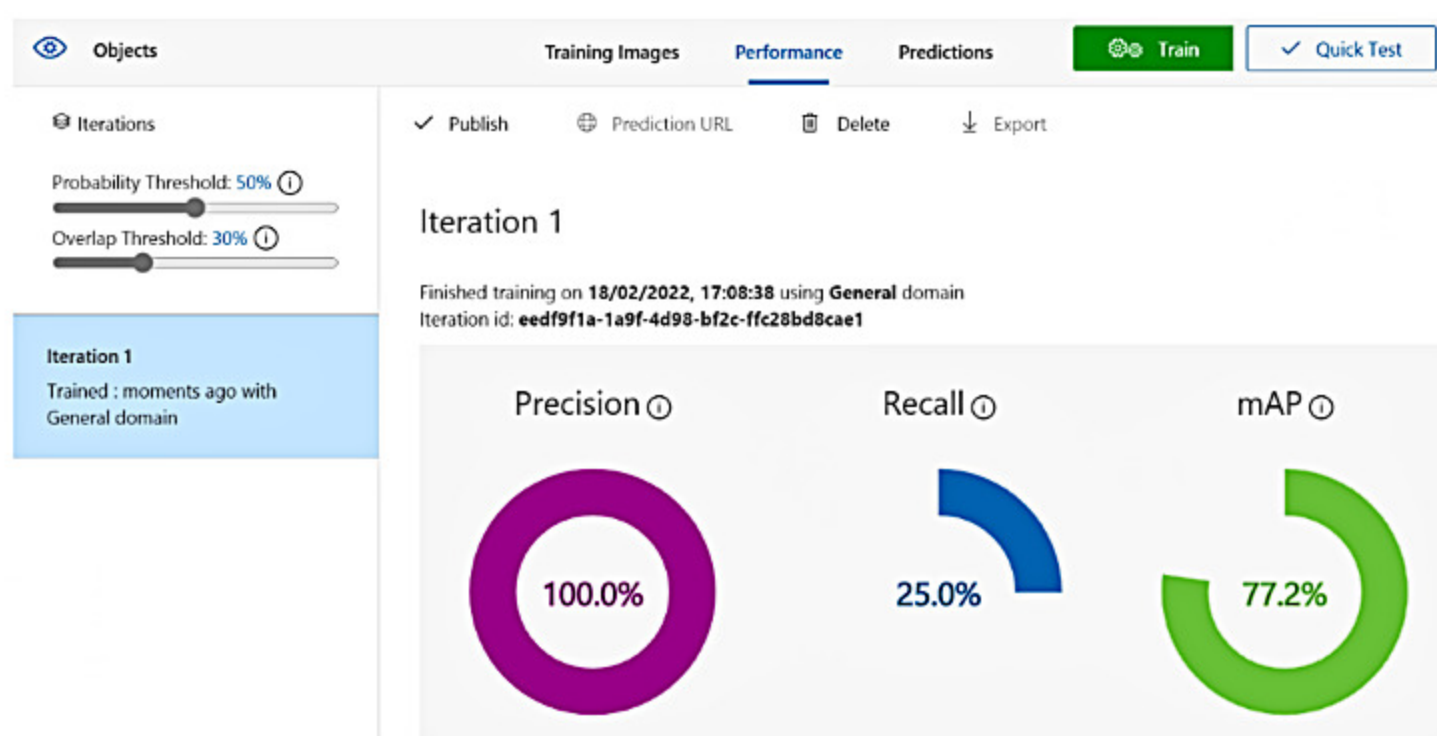 Objects Training Images Performance Predictions Train Quick Test
Iterations
Publish Prediction URL Delete Export
Probability Threshold: 50%
Overlap Threshold: 30%
Iteration 1
Finished training on 18/02/2022, 17:08:38 using General domain
Iteration id: eedf9f1a-1a9f-4d98-bf2c-ffc28bd8cae1
Iteration 1
Trained : moments ago with
General domain
Precision Recall mAP
100.0% 25.0% 77.2%